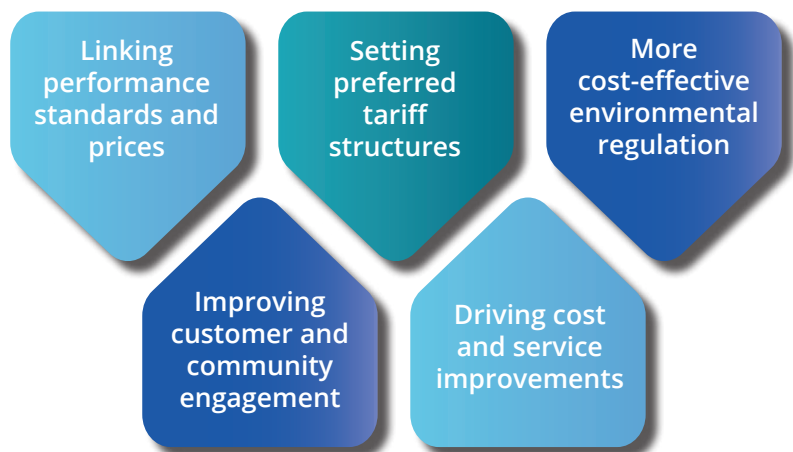 Linking
performance
standards and
prices
Setting
preferred
tariff
structures
More
cost-effective
environmental
regulation
Improving
customer and
community
engagement
Driving cost
and service
improvements